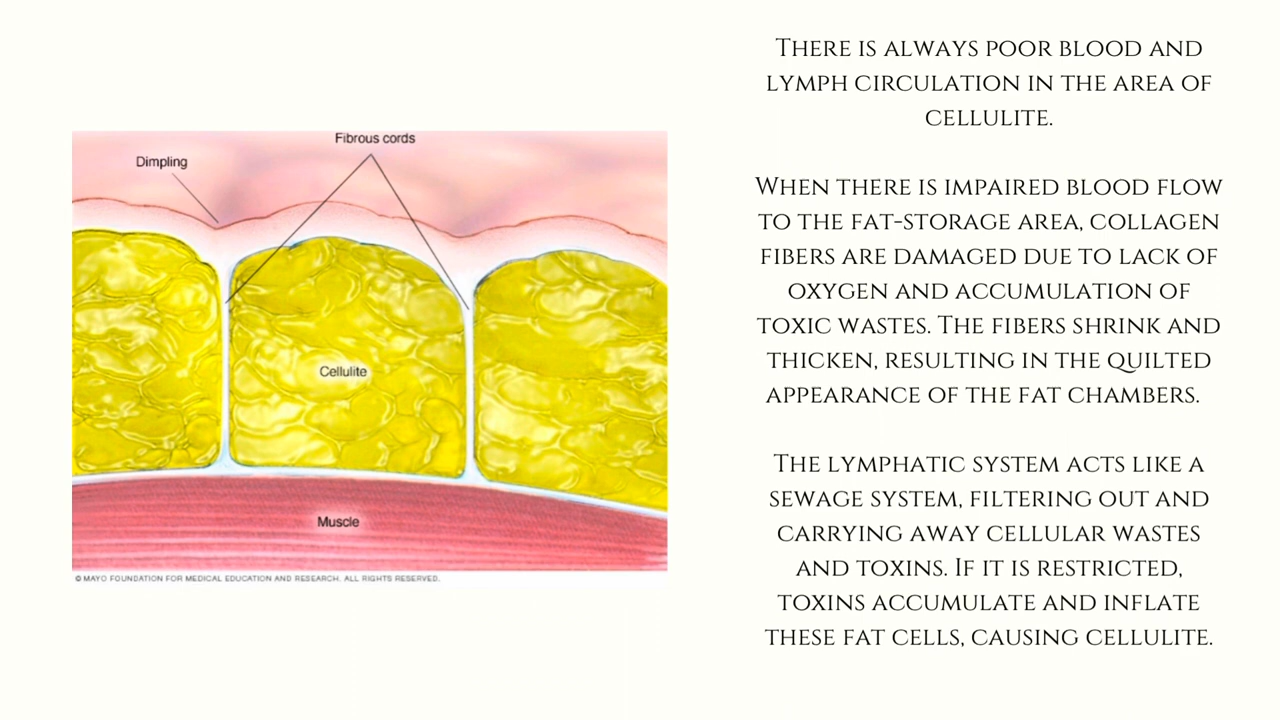 Fibrous cords
Dimpling
Cellulite
Muscle
© MAYO FOUNDATION FOR MEDICAL EDUCATION AND RESEARCH. ALL RIGHTS RESERVED.
There is always poor blood and
lymph circulation in the area of
cellulite.
When there is impaired blood flow
to the fat-storage area, collagen
fibers are damaged due to lack of
oxygen and accumulation of
toxic wastes. The fibers shrink and
thicken, resulting in the quilted
appearance of the fat chambers.
The lymphatic system acts like a
sewage system, filtering out and
carrying away cellular wastes
and toxins. If it is restricted,
toxins accumulate and inflate
these fat cells, causing cellulite.